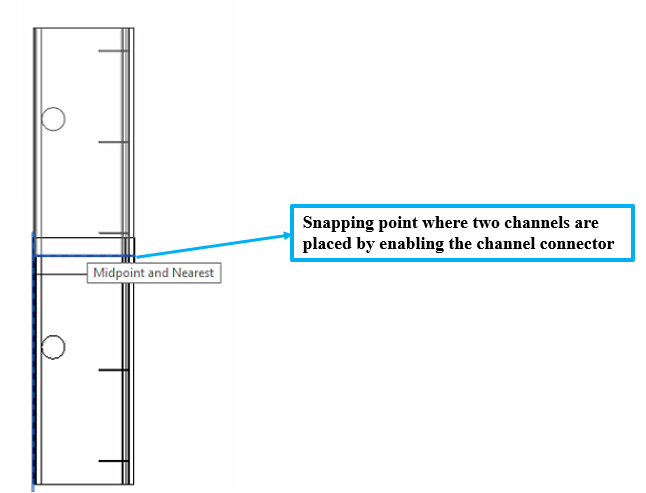 Snapping point where two channels are
placed by enabling the channel connector
Midpoint and Nearest